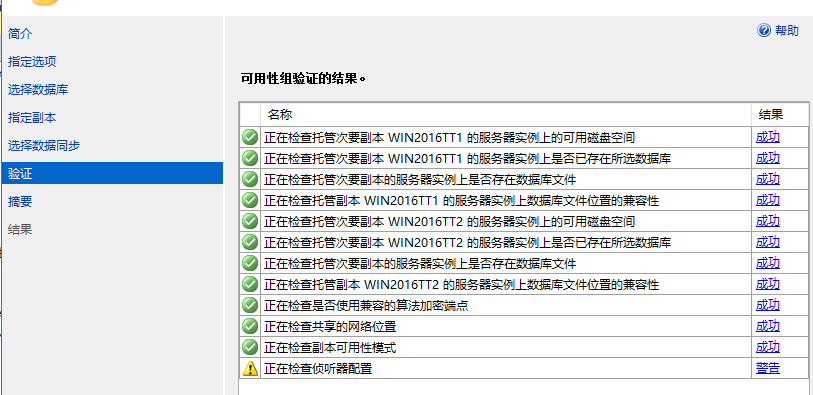 简介
指定选项
选择数据库
指定副本
选择数据同步
验证
摘要
结果
帮助
可用性组验证的结果。
名称 结果
正在检查托管次要副本 WIN2016TT1 的服务器实例上的可用磁盘空间 成功
正在检查托管次要副本 WIN2016TT1 的服务器实例上是否已存在所选数据库 成功
正在检查托管次要副本的服务器实例上是否存在数据库文件 成功
正在检查托管副本 WIN2016TT1 的服务器实例上数据库文件位置的兼容性 成功
正在检查托管次要副本 WIN2016TT2 的服务器实例上的可用磁盘空间 成功
正在检查托管次要副本 WIN2016TT2 的服务器实例上是否已存在所选数据库 成功
正在检查托管次要副本的服务器实例上是否存在数据库文件 成功
正在检查托管副本 WIN2016TT2 的服务器实例上数据库文件位置的兼容性 成功
正在检查是否使用兼容的算法加密端点 成功
正在检查共享的网络位置 成功
正在检查副本可用性模式 成功
正在检查侦听器配置 警告